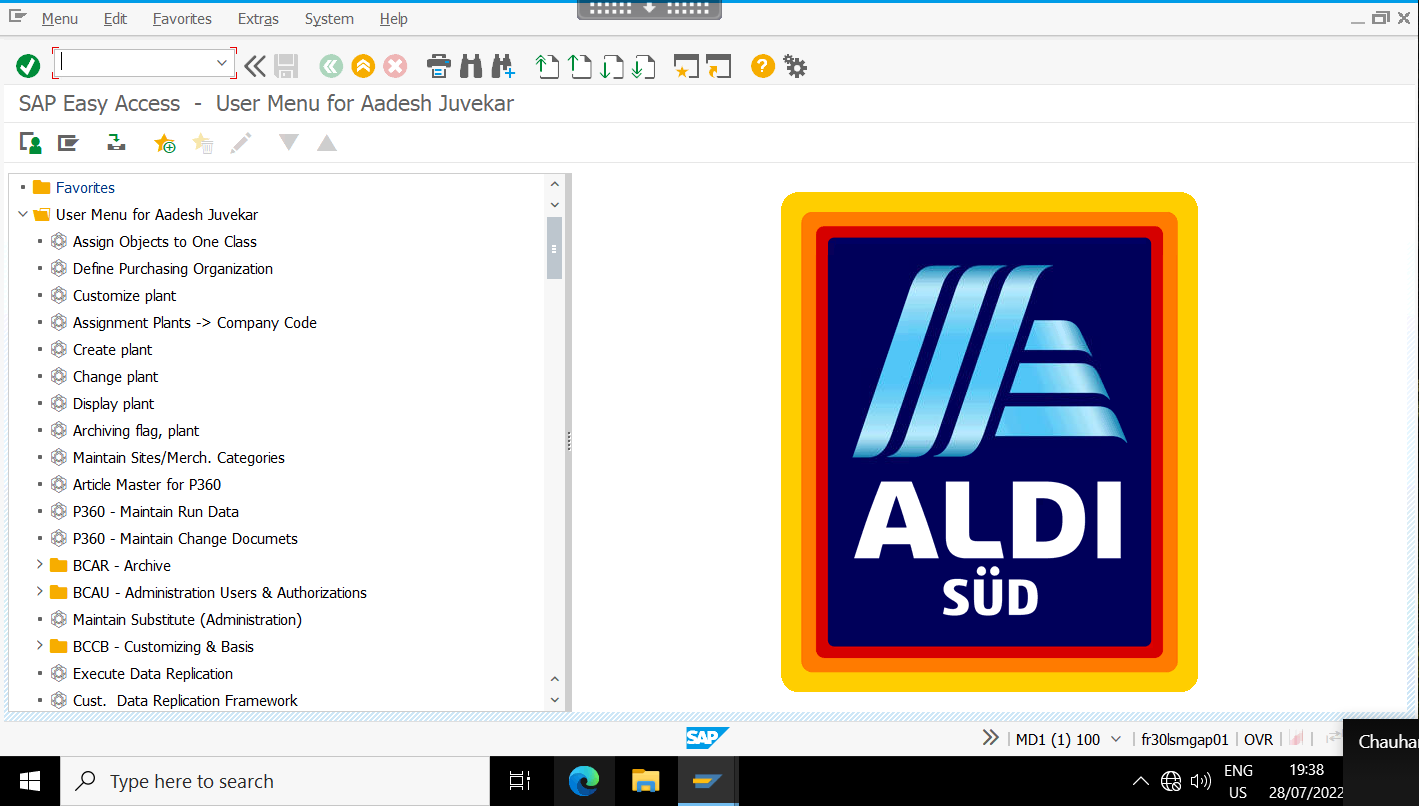 Menu Edit Favorites Extras System Help
SAP Easy Access - User Menu for Aadesh Juvekar
Favorites
User Menu for Aadesh Juvekar
Assign Objects to One Class
Define Purchasing Organization
Customize plant
Assignment Plants -> Company Code
Create plant
Change plant
Display plant
Archiving flag, plant
Maintain Sites/Merch. Categories
Article Master for P360
P360 - Maintain Run Data
P360 - Maintain Change Documets
BCAR - Archive
BCAU - Administration Users & Authorizations
Maintain Substitute (Administration)
BCCB - Customizing & Basis
Execute Data Replication
Cust. Data Replication Framework
ALDI
SÜD
SAP
MD1 (1) 100 fr30lsmgap01 OVR
Chauhan
Type here to search
ENG
US
19:38
28/07/2022